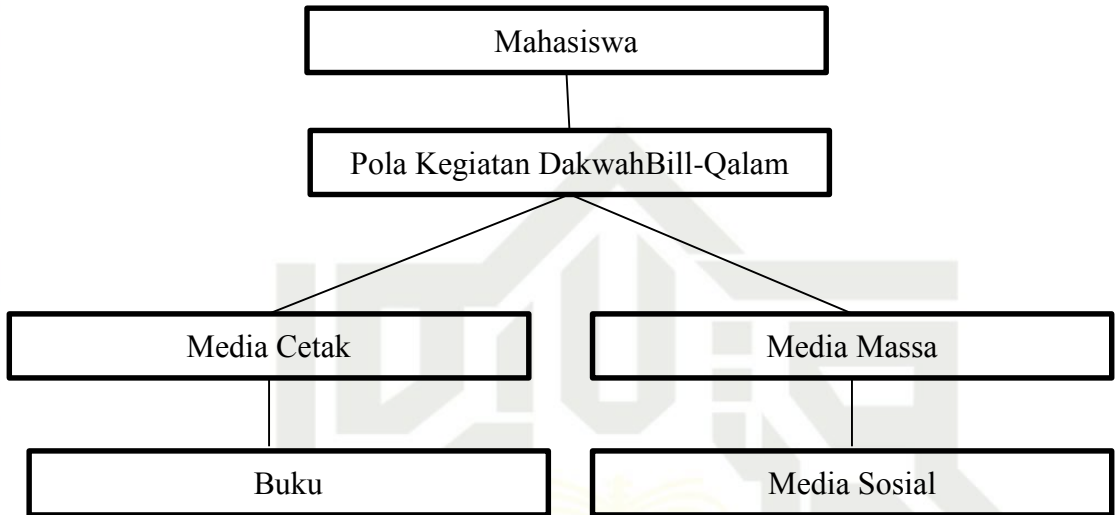 Mahasiswa
Pola Kegiatan DakwahBill-Qalam
Media Cetak
Media Massa
Buku
Media Sosial